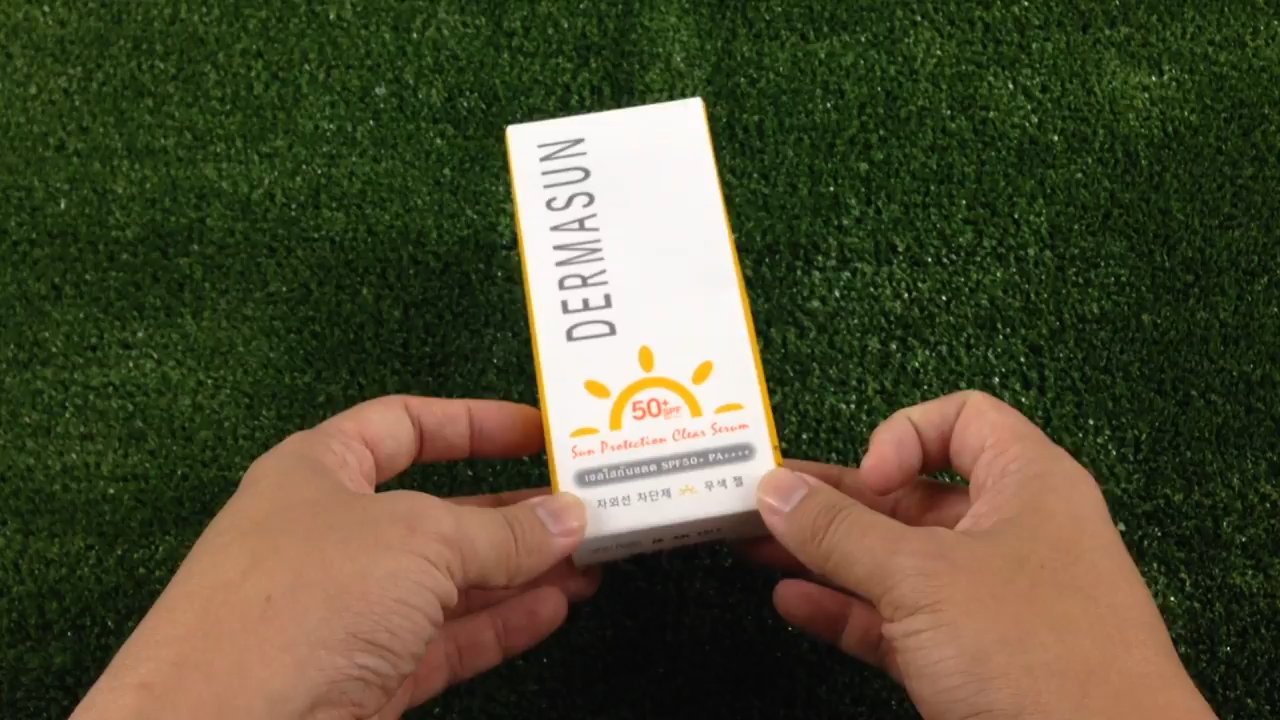 DERMASUN
50+
SPF
Sun Protection Clear Serum
เจลใสกันแดด SPF50+ PA++++
자외선 차단제 무색 젤